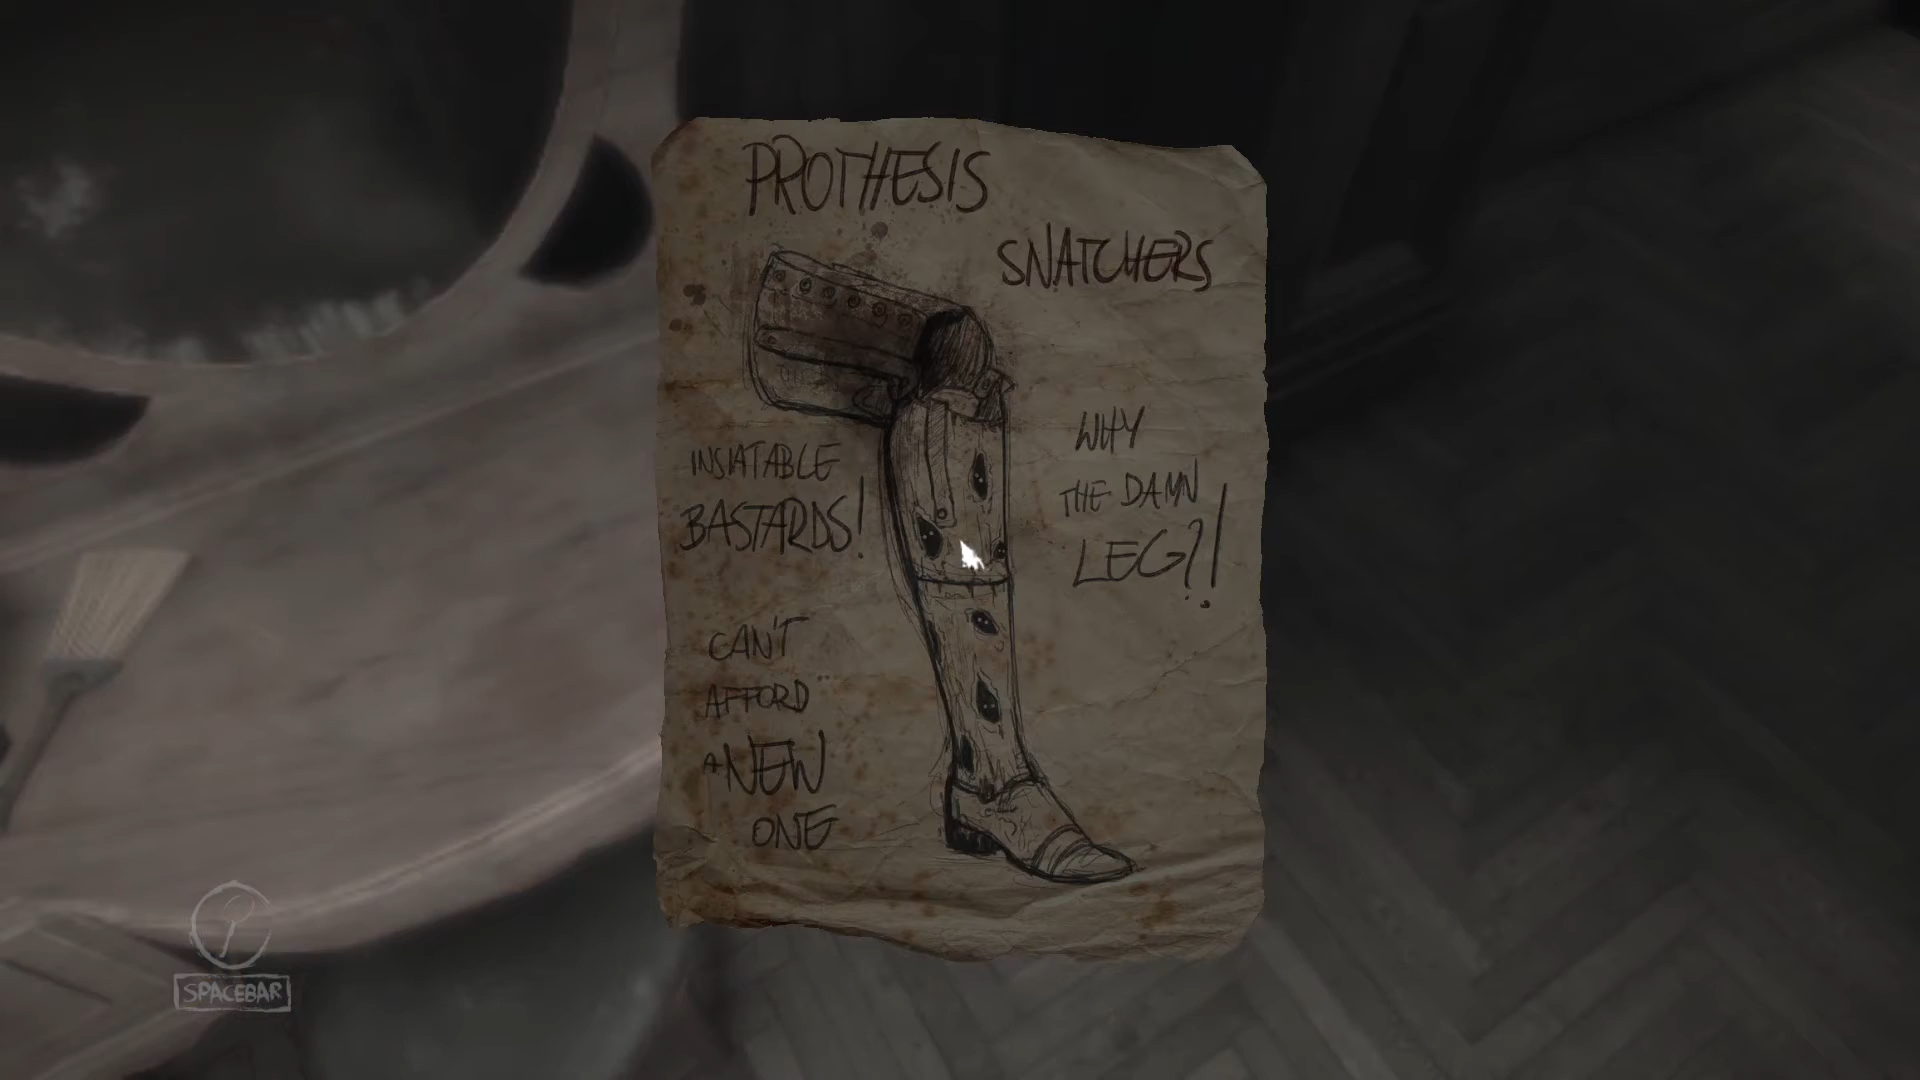 PROTHESIS
SNATCHERS
INSIATABLE
BASTARDS!
WHY
THE DAMN
LEG?!
CAN'T
AFFORD
A NEW
ONE
SPACEBAR